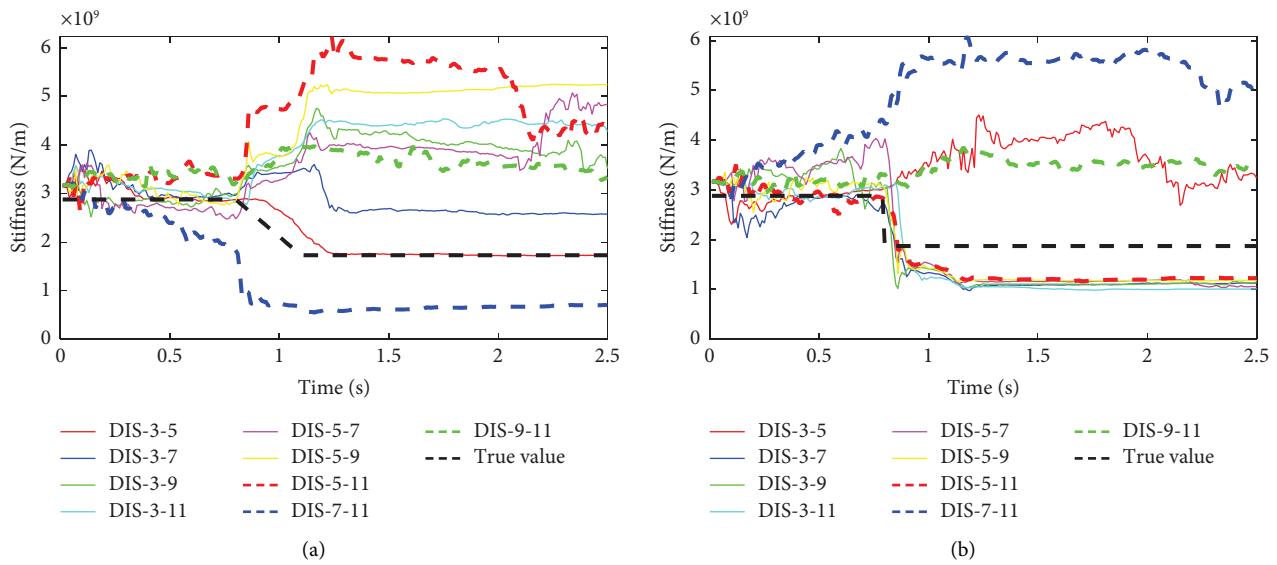 ×10⁹
6
5
4
3
2
1
0
Stiffness (N/m)
0 0.5 1 1.5 2 2.5
Time (s)
DIS-3-5 DIS-5-7 DIS-9-11
DIS-3-7 DIS-5-9 True value
DIS-3-9 DIS-5-11
DIS-3-11 DIS-7-11
(a)
×10⁹
6
5
4
3
2
1
0
Stiffness (N/m)
0 0.5 1 1.5 2 2.5
Time (s)
DIS-3-5 DIS-5-7 DIS-9-11
DIS-3-7 DIS-5-9 True value
DIS-3-9 DIS-5-11
DIS-3-11 DIS-7-11
(b)